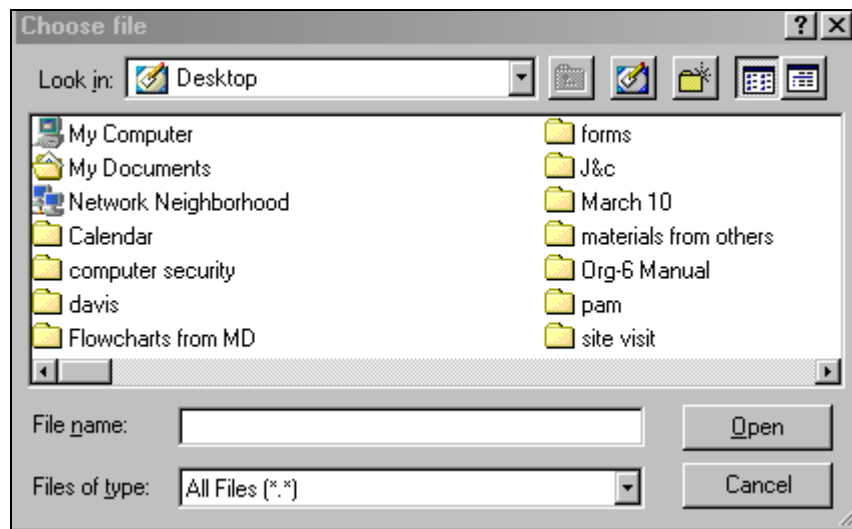 Choose file
Look in: Desktop
My Computer
My Documents
Network Neighborhood
Calendar
computer security
davis
Flowcharts from MD
forms
J&c
March 10
materials from others
Org-6 Manual
pam
site visit
File name:
Open
Files of type: All Files (*.*)
Cancel